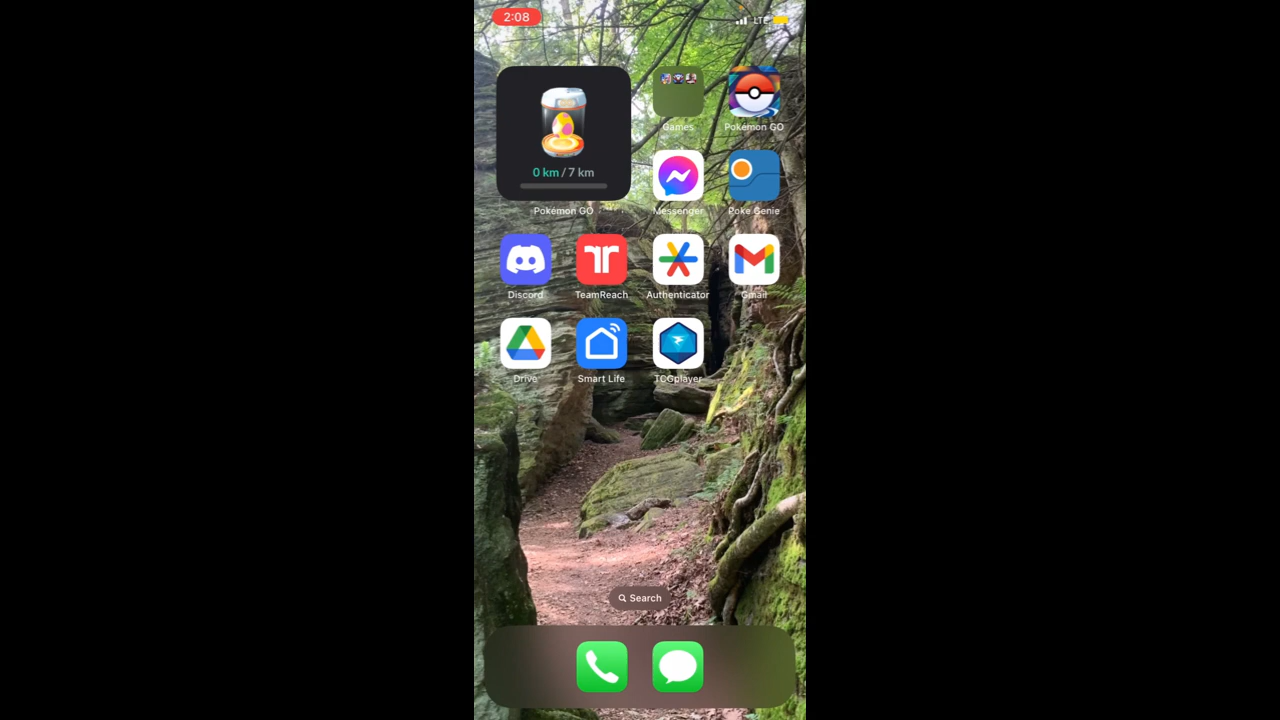 2:08
LTE
0 km / 7 km
Pokémon GO
Games
Pokémon GO
Messenger
Poke Genie
Discord
TeamReach
Authenticator
Gmail
Drive
Smart Life
TCGplayer
Search